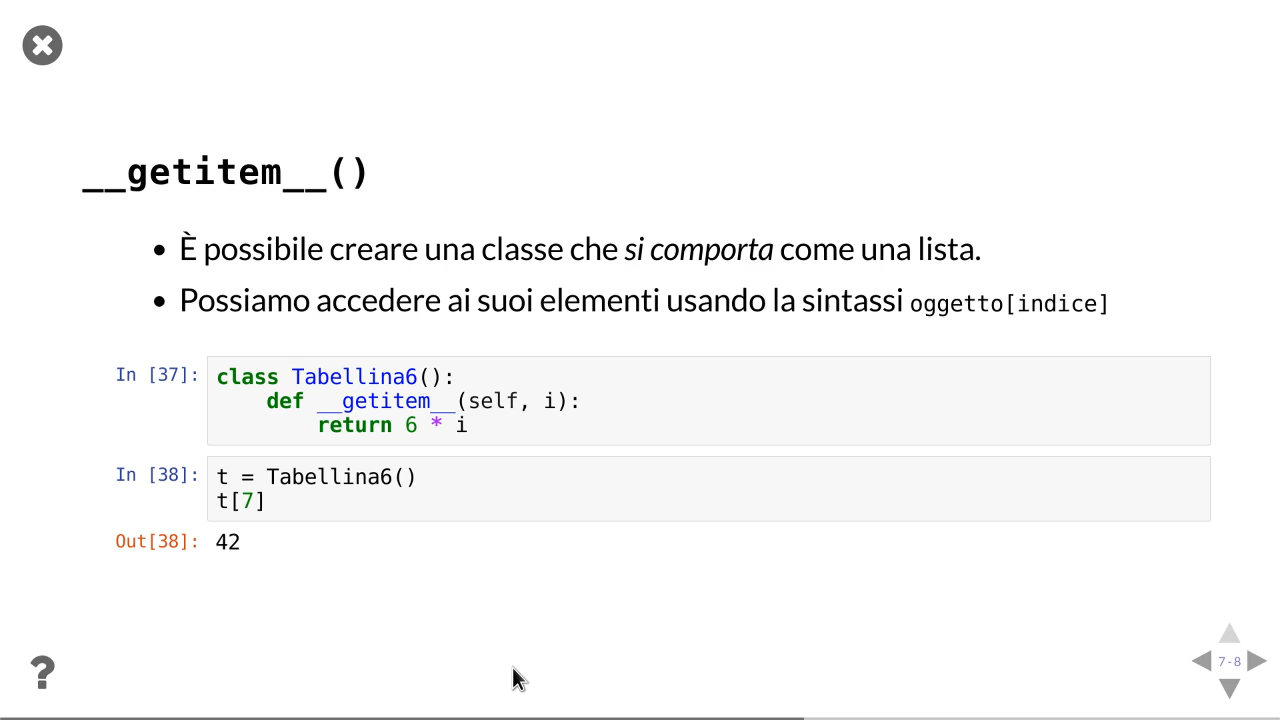 __getitem__()
• È possibile creare una classe che si comporta come una lista.
• Possiamo accedere ai suoi elementi usando la sintassi oggetto[indice]
In [37]: class Tabellina6():
    def __getitem__(self, i):
        return 6 * i
In [38]: t = Tabellina6()
t[7]
Out[38]: 42
?
7-8